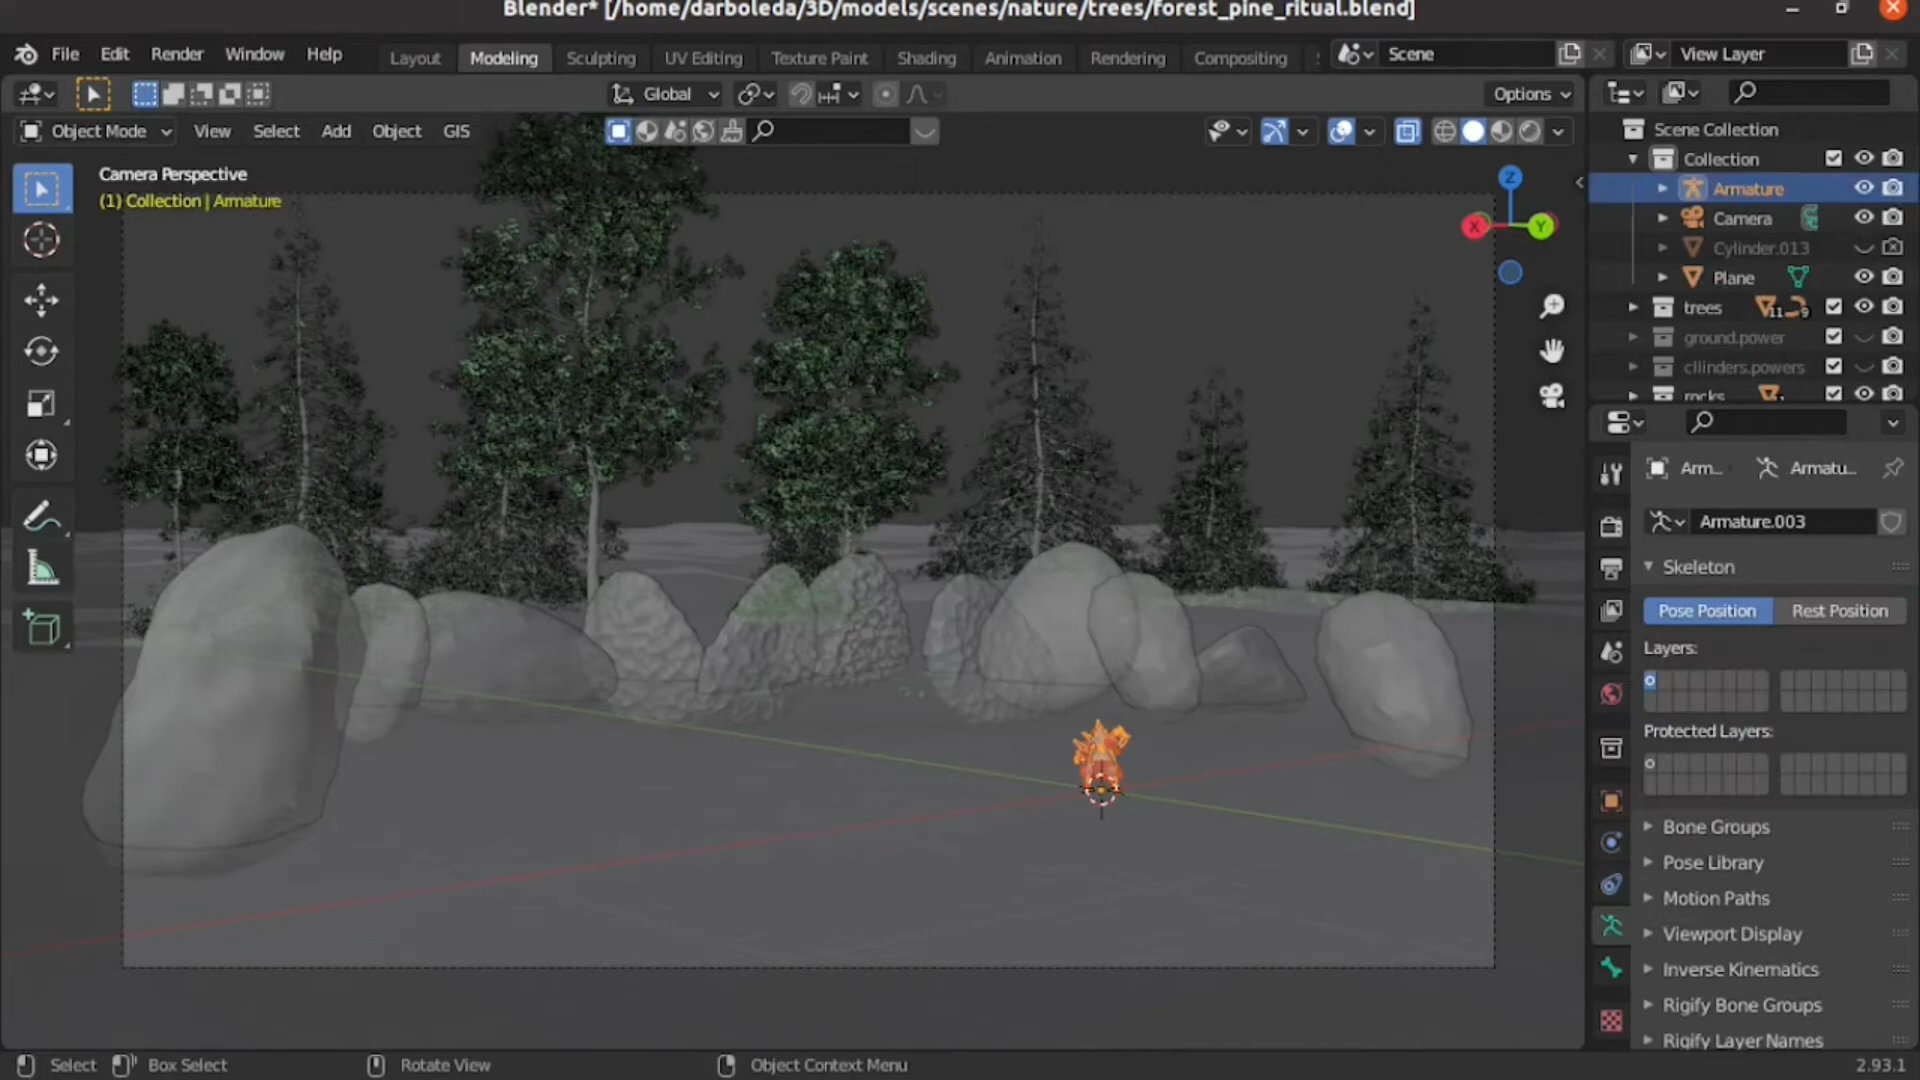 Blender* [/home/darboleda/3D/models/scenes/nature/trees/forest_pine_ritual.blend]
File Edit Render Window Help Layout Modeling Sculpting UV Editing Texture Paint Shading Animation Rendering Compositing Scene View Layer
Global Options
Object Mode View Select Add Object GIS
Camera Perspective
(1) Collection | Armature
Z
X
Y
Scene Collection
Collection
Armature
Camera
Cylinder.013
Plane
trees 11 9
ground.power
cllinders.powers
rocks
Arm... Armatu...
Armature.003
Skeleton
Pose Position Rest Position
Layers:
Protected Layers:
Bone Groups
Pose Library
Motion Paths
Viewport Display
Inverse Kinematics
Rigify Bone Groups
Rigify Layer Names
Select Box Select Rotate View Object Context Menu 2.93.1